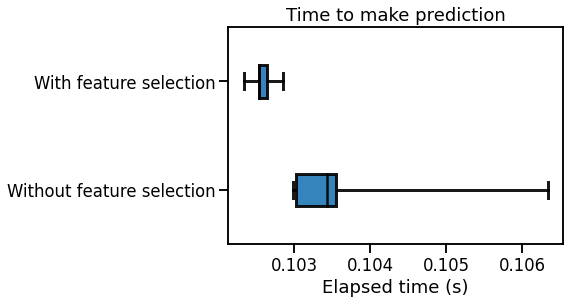 Time to make prediction
With feature selection
Without feature selection
0.103 0.104 0.105 0.106
Elapsed time (s)